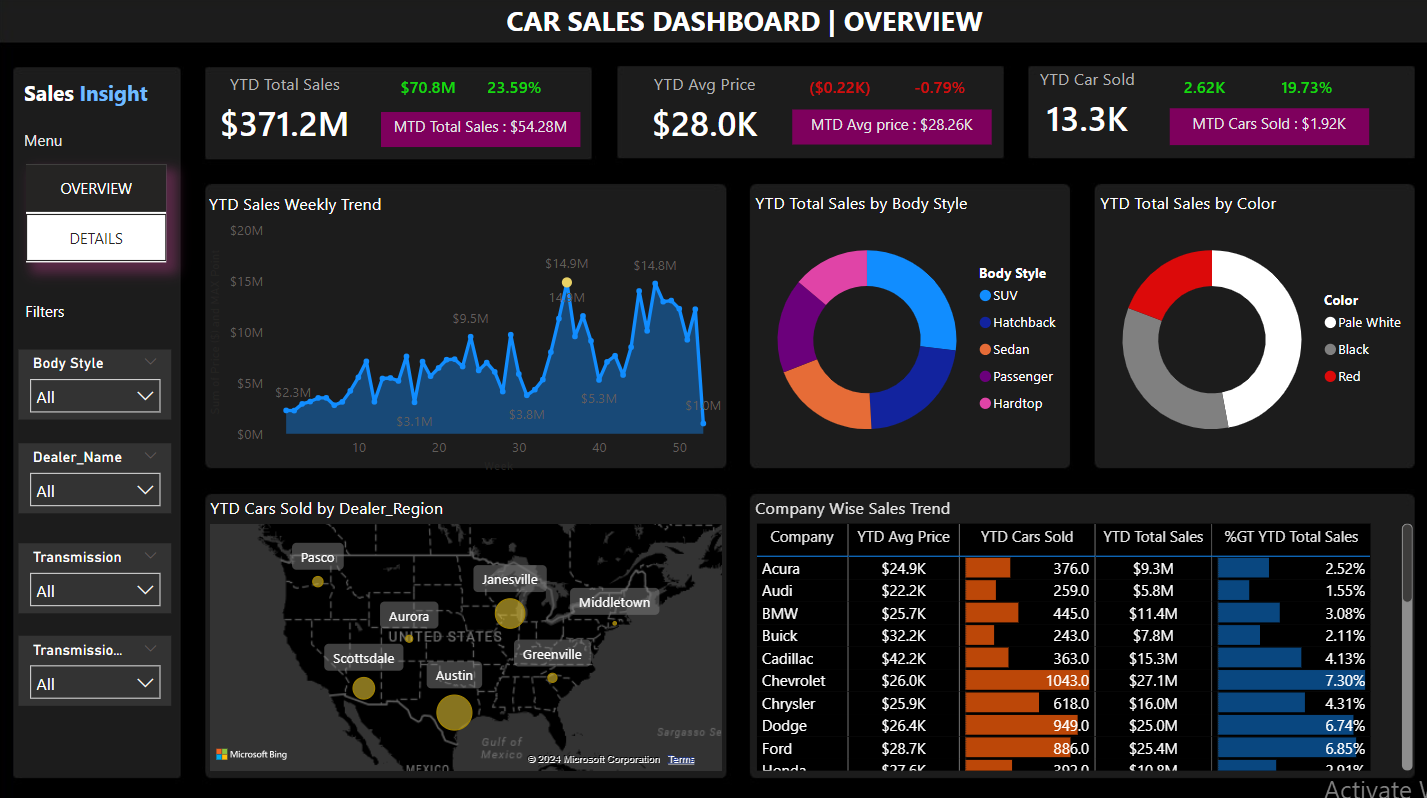 CAR SALES DASHBOARD | OVERVIEW
Sales Insight
Menu
OVERVIEW
DETAILS
Filters
Body Style
All
Dealer_Name
All
Transmission
All
Transmissio...
All
YTD Total Sales
$70.8M 23.59%
$371.2M
MTD Total Sales : $54.28M
YTD Avg Price
($0.22K) -0.79%
$28.0K
MTD Avg price : $28.26K
YTD Car Sold
2.62K 19.73%
13.3K
MTD Cars Sold : $1.92K
YTD Sales Weekly Trend
$20M
$15M
$10M
$5M
$0M
$2.3M
$3.1M
$9.5M
$3.8M
$14.9M
14.9M
$5.3M
$14.8M
10 20 30 40 50
Week
YTD Total Sales by Body Style
Body Style
SUV
Hatchback
Sedan
Passenger
Hardtop
YTD Total Sales by Color
Color
Pale White
Black
Red
YTD Cars Sold by Dealer_Region
Pasco
Janesville
Middletown
Aurora
UNITED STATES
Greenville
Scottsdale
Austin
Gulf of
Mexico
Sargasso Se
MEXICO
Microsoft Bing
© 2024 Microsoft Corporation Terms
Company Wise Sales Trend
Company YTD Avg Price YTD Cars Sold YTD Total Sales %GT YTD Total Sales
Acura $24.9K 376.0 $9.3M 2.52%
Audi $22.2K 259.0 $5.8M 1.55%
BMW $25.7K 445.0 $11.4M 3.08%
Buick $32.2K 243.0 $7.8M 2.11%
Cadillac $42.2K 363.0 $15.3M 4.13%
Chevrolet $26.0K 1043.0 $27.1M 7.30%
Chrysler $25.9K 618.0 $16.0M 4.31%
Dodge $26.4K 949.0 $25.0M 6.74%
Ford $28.7K 886.0 $25.4M 6.85%
Honda $27.6K 392.0 $10.8M 2.91%
Activate